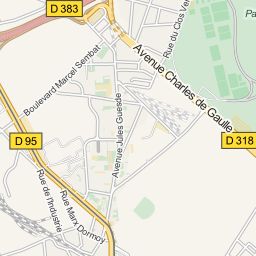 D 383
Rue du Clos Ver
Avenue Charles de Gaulle
Boulevard Marcel Sembat
Avenue Jules Guesde
D 95
D 318
Rue de l'Industrie
Rue Marx Dormoy